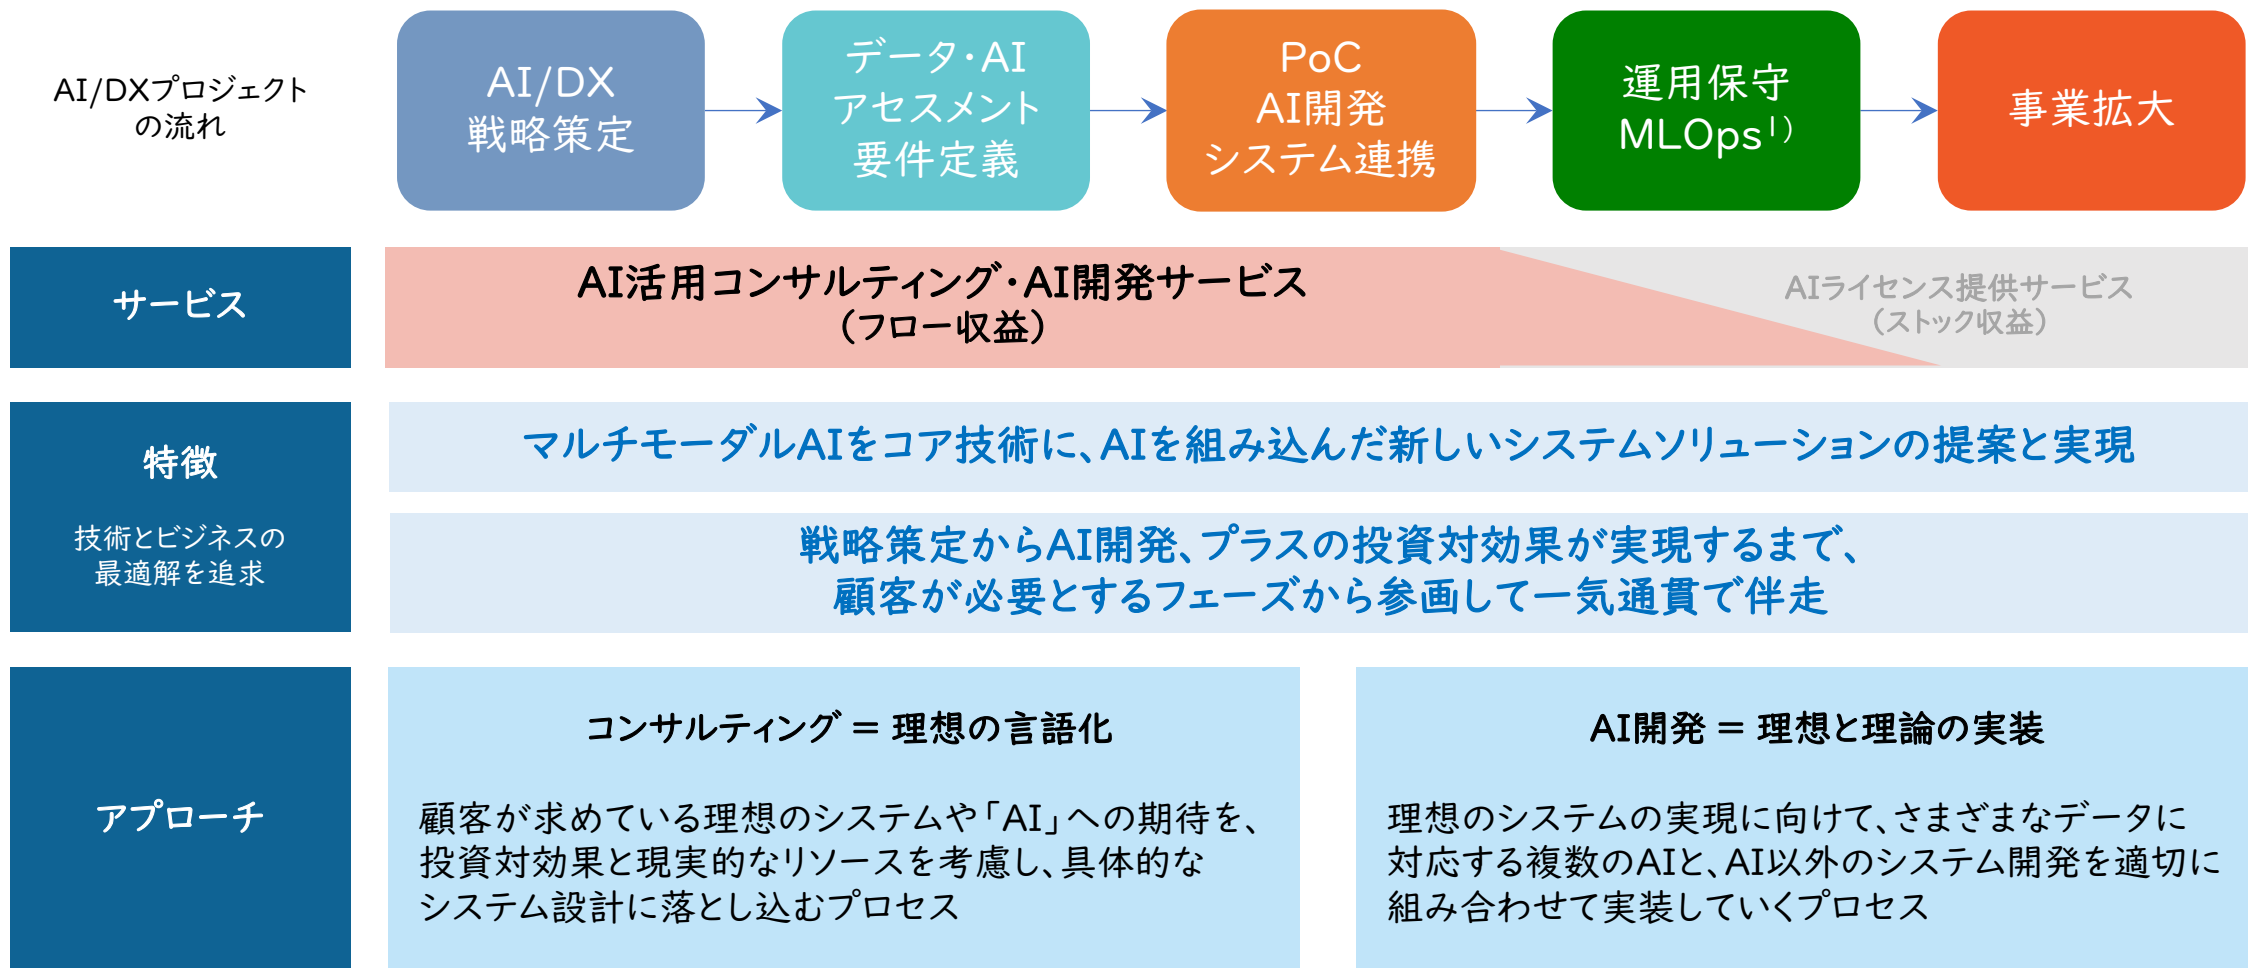 AI/DXプロジェクト
の流れ
AI/DX
戦略策定
データ・AI
アセスメント
要件定義
PoC
AI開発
システム連携
運用保守
MLOps1)
事業拡大
サービス
AI活用コンサルティング・AI開発サービス
（フロー収益）
AIライセンス提供サービス
（ストック収益）
特徴
技術とビジネスの
最適解を追求
マルチモーダルAIをコア技術に、AIを組み込んだ新しいシステムソリューションの提案と実現
戦略策定からAI開発、プラスの投資対効果が実現するまで、
顧客が必要とするフェーズから参画して一気通貫で伴走
アプローチ
コンサルティング = 理想の言語化
顧客が求めている理想のシステムや「AI」への期待を、
投資対効果と現実的なリソースを考慮し、具体的な
システム設計に落とし込むプロセス
AI開発 = 理想と理論の実装
理想のシステムの実現に向けて、さまざまなデータに
対応する複数のAIと、AI以外のシステム開発を適切に
組み合わせて実装していくプロセス